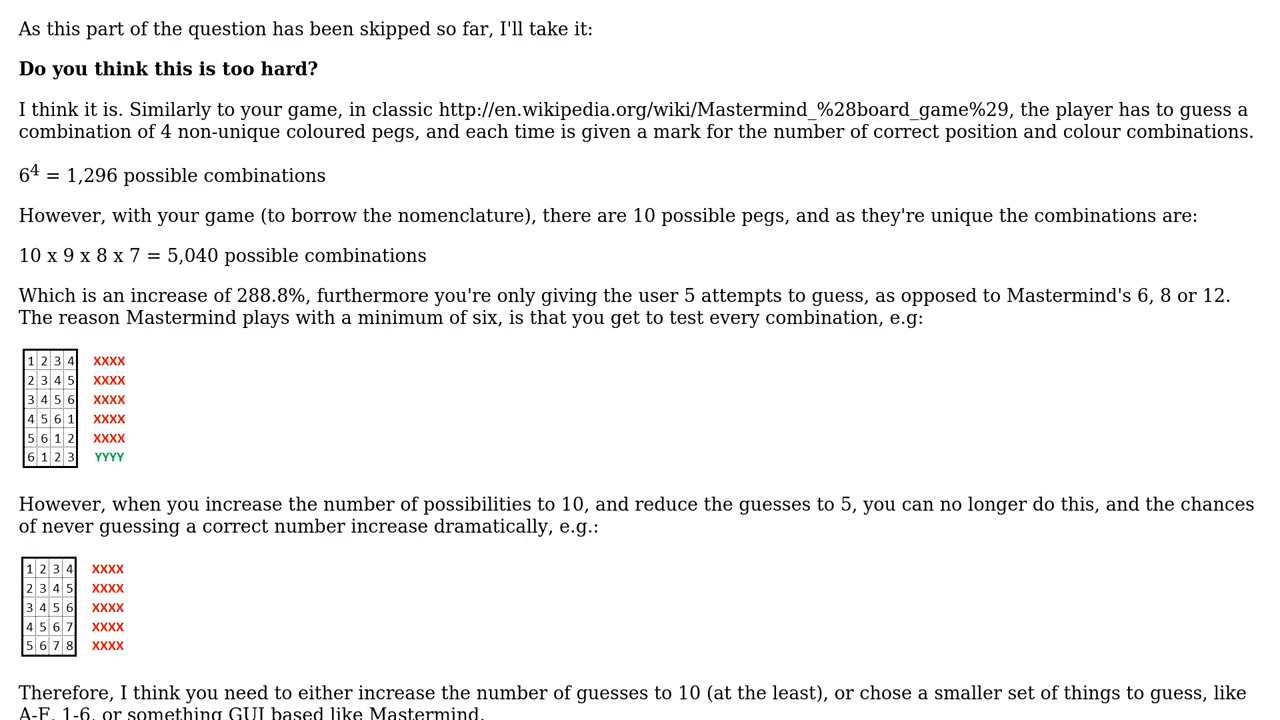 As this part of the question has been skipped so far, I'll take it:
Do you think this is too hard?
I think it is. Similarly to your game, in classic http://en.wikipedia.org/wiki/Mastermind_%28board_game%29, the player has to guess a
combination of 4 non-unique coloured pegs, and each time is given a mark for the number of correct position and colour combinations.
6⁴ = 1,296 possible combinations
However, with your game (to borrow the nomenclature), there are 10 possible pegs, and as they're unique the combinations are:
10 x 9 x 8 x 7 = 5,040 possible combinations
Which is an increase of 288.8%, furthermore you're only giving the user 5 attempts to guess, as opposed to Mastermind's 6, 8 or 12.
The reason Mastermind plays with a minimum of six, is that you get to test every combination, e.g:
1 2 3 4 XXXX
2 3 4 5 XXXX
3 4 5 6 XXXX
4 5 6 1 XXXX
5 6 1 2 XXXX
6 1 2 3 YYYY
However, when you increase the number of possibilities to 10, and reduce the guesses to 5, you can no longer do this, and the chances
of never guessing a correct number increase dramatically, e.g.:
1 2 3 4 XXXX
2 3 4 5 XXXX
3 4 5 6 XXXX
4 5 6 7 XXXX
5 6 7 8 XXXX
Therefore, I think you need to either increase the number of guesses to 10 (at the least), or chose a smaller set of things to guess, like
A-F, 1-6, or something GUI based like Mastermind.